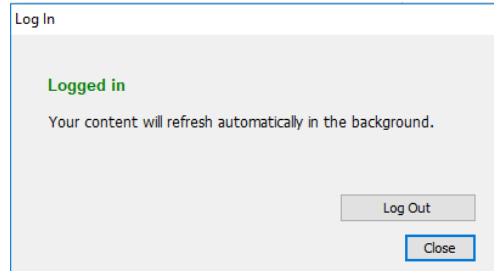 Log In
Logged in
Your content will refresh automatically in the background.
Log Out
Close